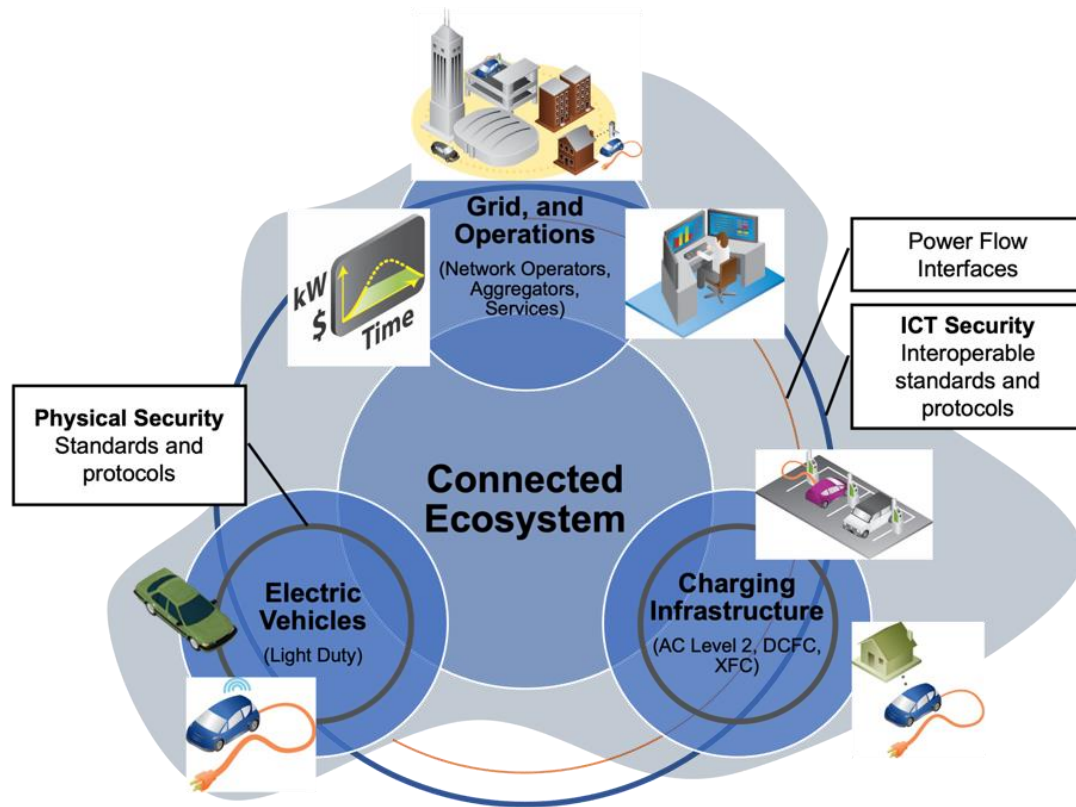 Grid, and
Operations
(Network Operators,
Aggregators,
Services)
kW
$
Time
Power Flow
Interfaces
ICT Security
Interoperable
standards and
protocols
Physical Security
Standards and
protocols
Connected
Ecosystem
Electric
Vehicles
(Light Duty)
Charging
Infrastructure
(AC Level 2, DCFC,
XFC)